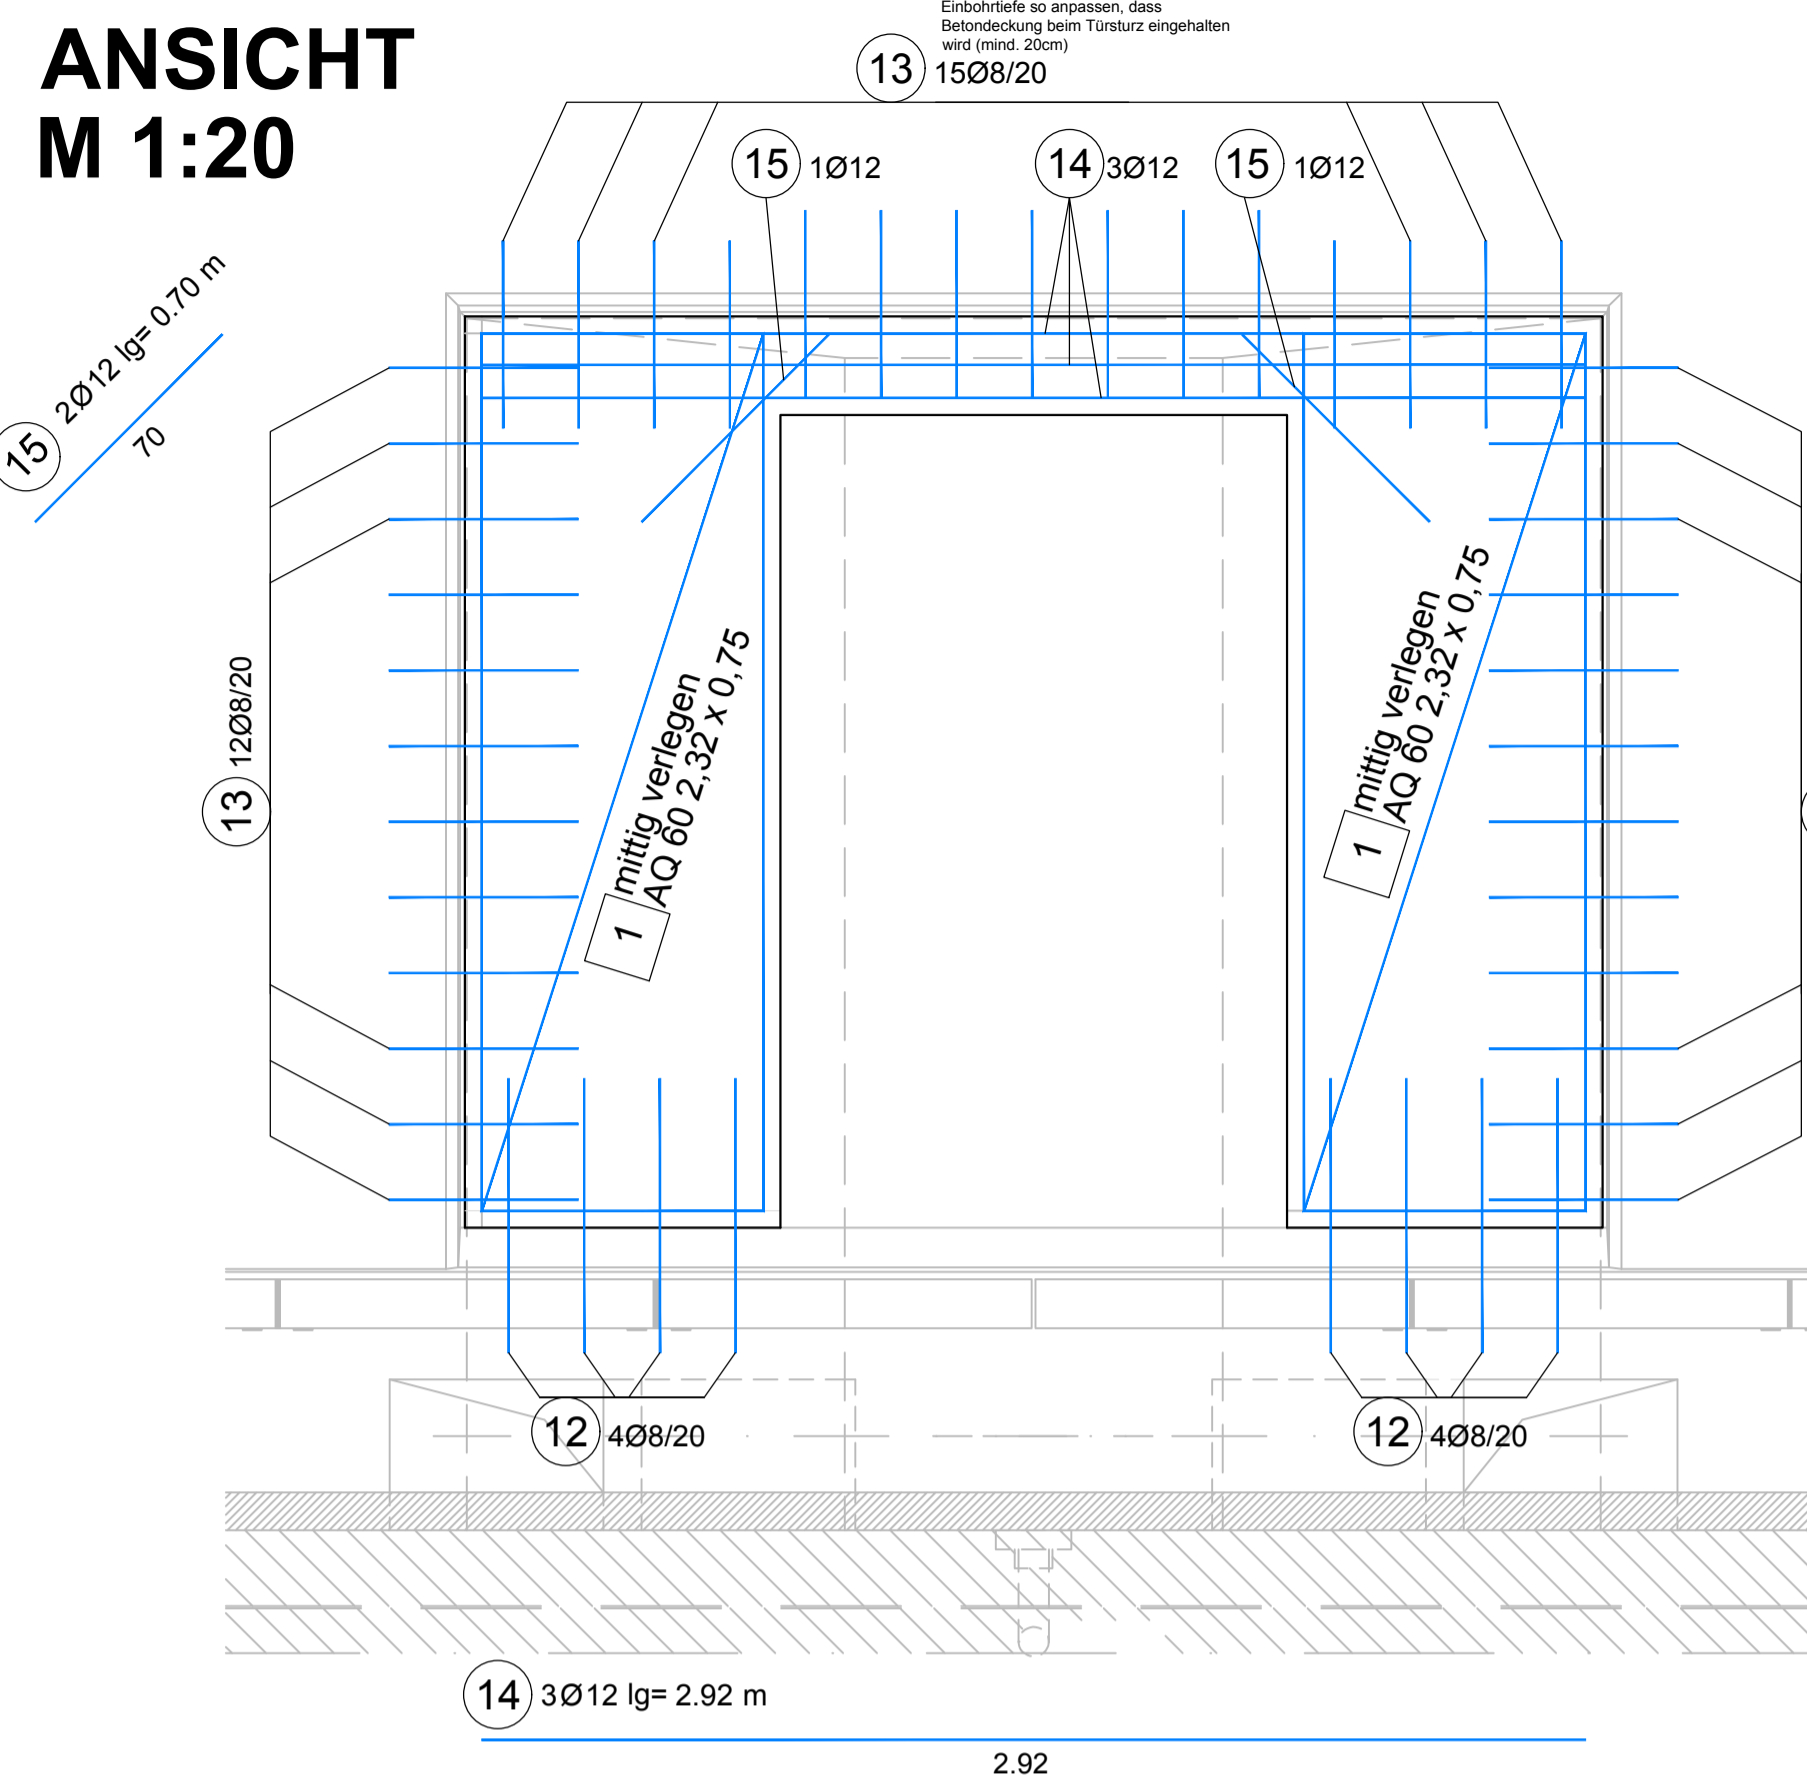 ANSICHT
M 1:20
Einbohrtiefe so anpassen, dass
Betondeckung beim Türsturz eingehalten
wird (mind. 20cm)
13 15Ø8/20
15 1Ø12
14 3Ø12
15 1Ø12
15 2Ø12 lg= 0.70 m
70
13 12Ø8/20
1 mittig verlegen
AQ 60 2,32 x 0,75
1 mittig verlegen
AQ 60 2,32 x 0,75
12 4Ø8/20
12 4Ø8/20
14 3Ø12 lg= 2.92 m
2.92